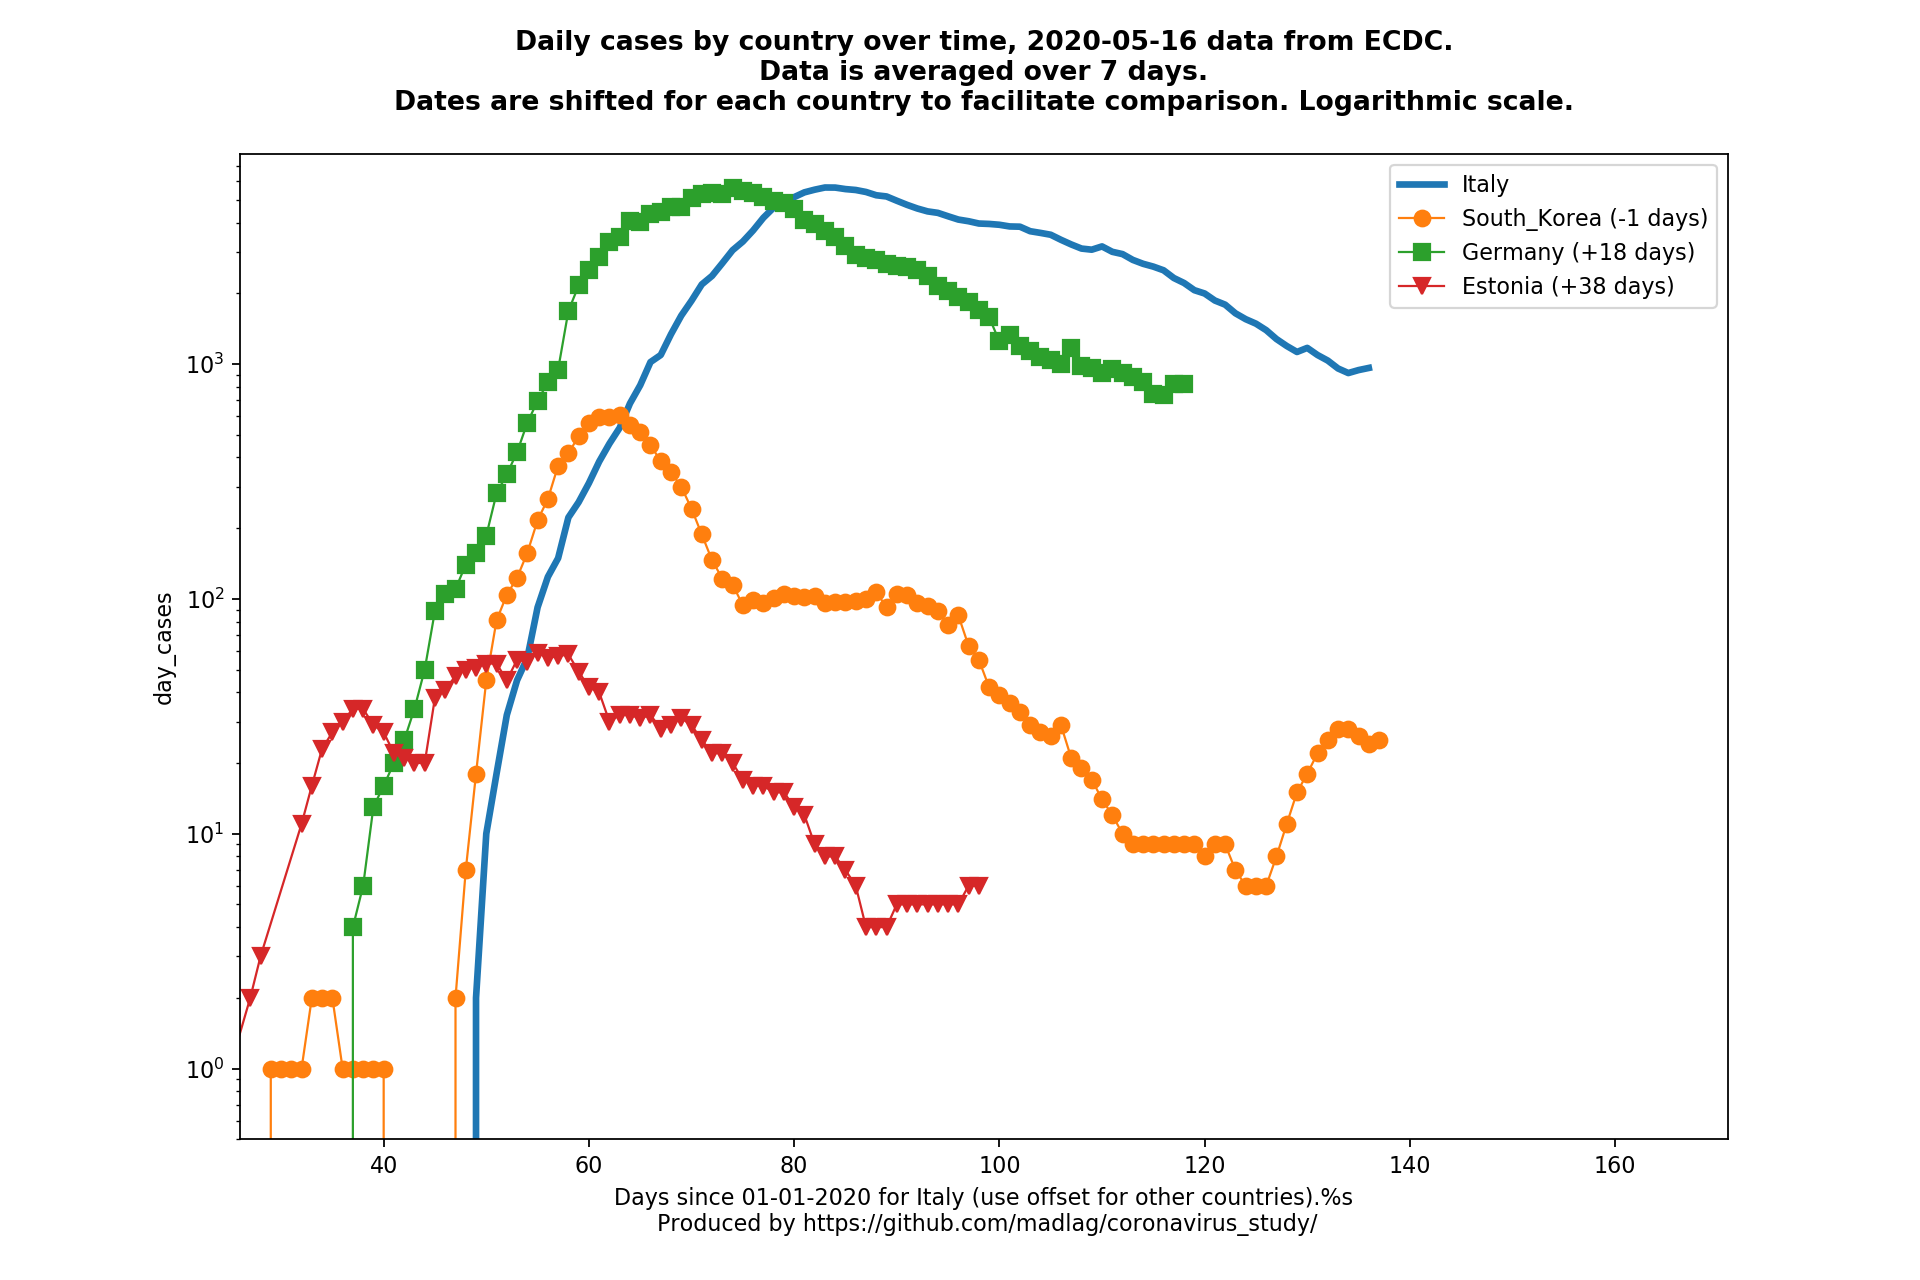 Daily cases by country over time, 2020-05-16 data from ECDC.
Data is averaged over 7 days.
Dates are shifted for each country to facilitate comparison. Logarithmic scale.
Italy
South_Korea (-1 days)
Germany (+18 days)
Estonia (+38 days)
day_cases
10³
10²
10¹
10⁰
40 60 80 100 120 140 160
Days since 01-01-2020 for Italy (use offset for other countries).%s
Produced by https://github.com/madlag/coronavirus_study/